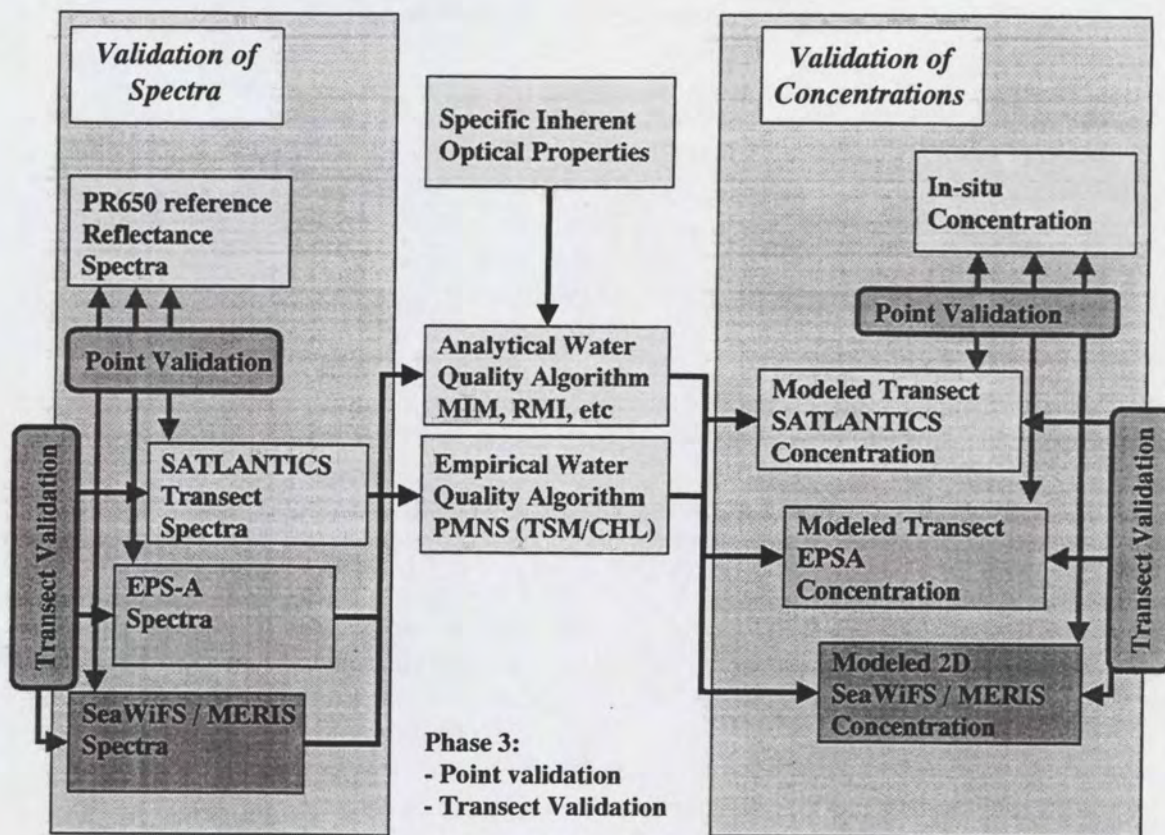 Validation of
Spectra
PR650 reference
Reflectance
Spectra
Point Validation
SATLANTICS
Transect
Spectra
Transect Validation
EPS-A
Spectra
SeaWiFS / MERIS
Spectra
Specific Inherent
Optical Properties
Analytical Water
Quality Algorithm
MIM, RMI, etc
Empirical Water
Quality Algorithm
PMNS (TSM/CHL)
Phase 3:
- Point validation
- Transect Validation
Validation of
Concentrations
In-situ
Concentration
Point Validation
Modeled Transect
SATLANTICS
Concentration
Modeled Transect
EPSA
Concentration
Transect Validation
Modeled 2D
SeaWiFS / MERIS
Concentration